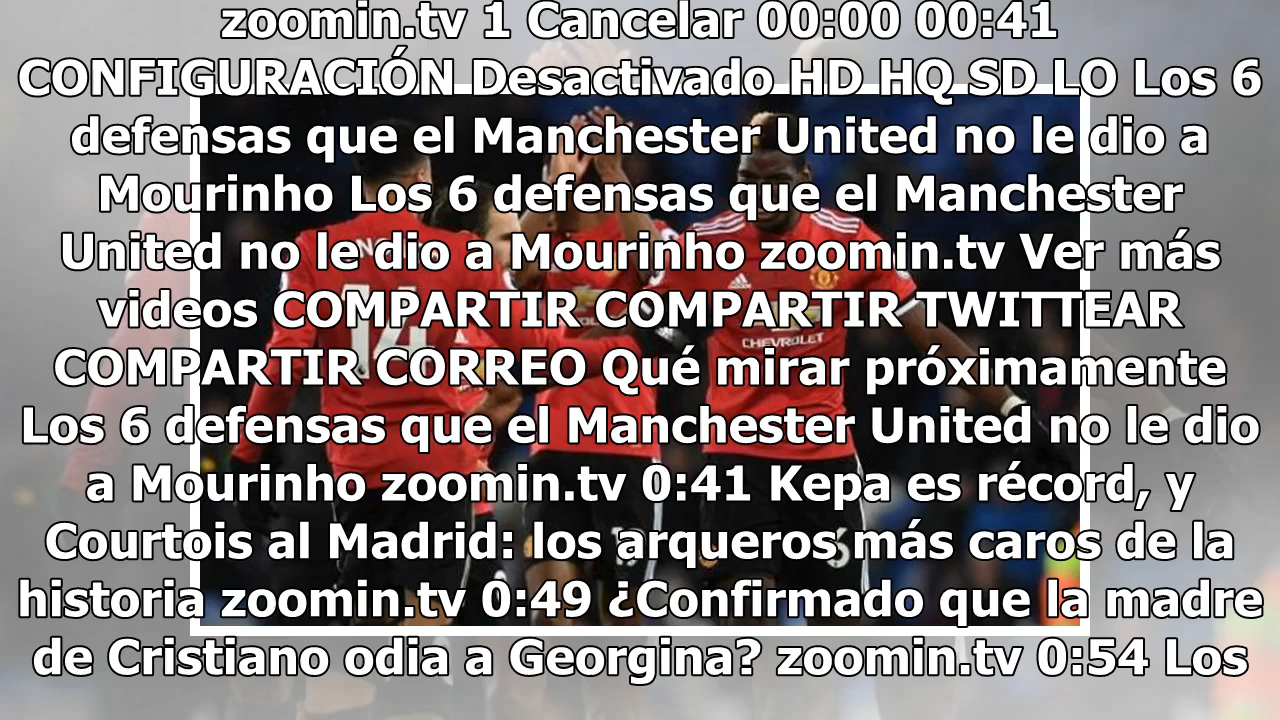 zoomin.tv 1 Cancelar 00:00 00:41
CONFIGURACIÓN Desactivado HD HQ SD LO Los 6
defensas que el Manchester United no le dio a
Mourinho Los 6 defensas que el Manchester
United no le dio a Mourinho zoomin.tv Ver más
videos COMPARTIR COMPARTIR TWITTEAR
COMPARTIR CORREO Qué mirar próximamente
Los 6 defensas que el Manchester United no le dio
a Mourinho zoomin.tv 0:41 Kepa es récord, y
Courtois al Madrid: los arqueros más caros de la
historia zoomin.tv 0:49 ¿Confirmado que la madre
de Cristiano odia a Georgina? zoomin.tv 0:54 Los
14
CHEVROLET
6